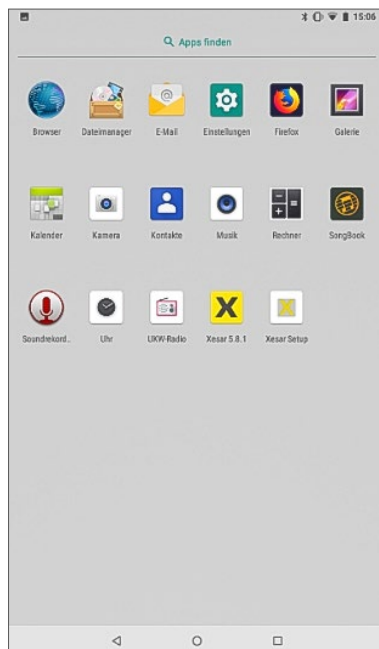 15:06
Apps finden
Browser Dateimanager E-Mail Einstellungen Firefox Galerie
Kalender Kamera Kontakte Musik Rechner SongBook
Soundrekord.. Uhr UKW-Radio Xesar 5.8.1 Xesar Setup